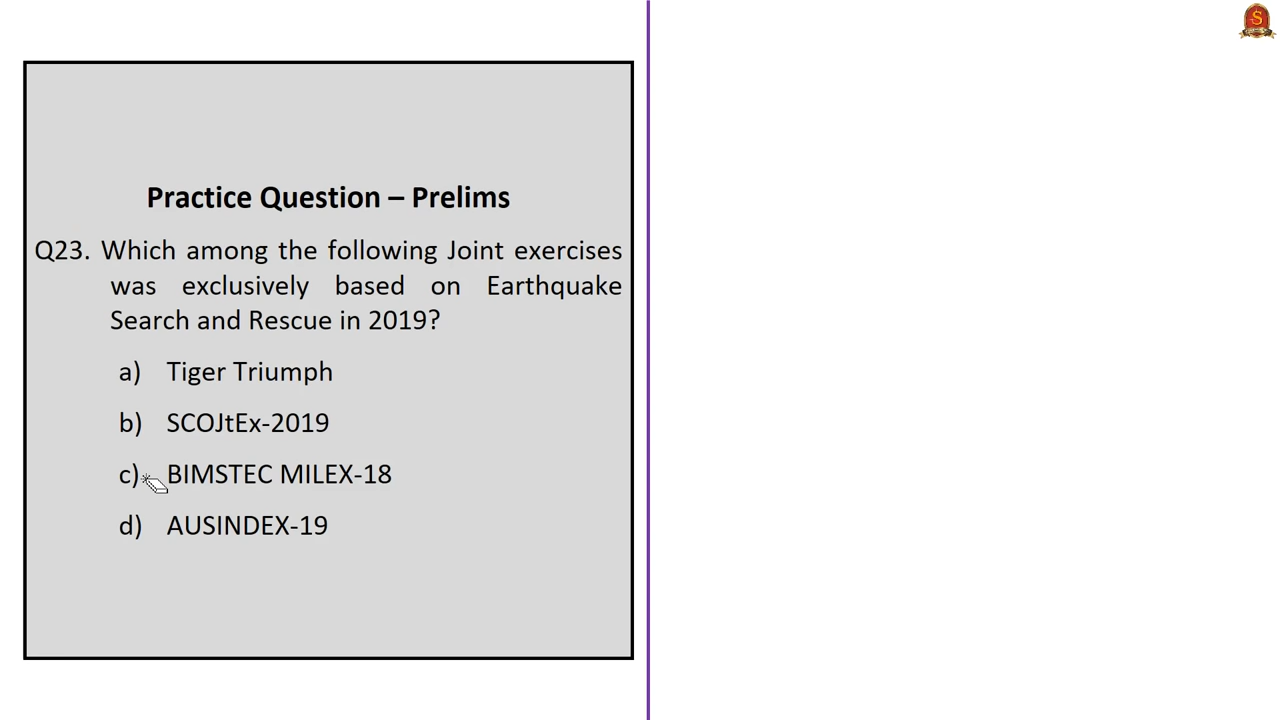 Practice Question – Prelims
Q23. Which among the following Joint exercises
was exclusively based on Earthquake
Search and Rescue in 2019?
a) Tiger Triumph
b) SCOJtEx-2019
c) BIMSTEC MILEX-18
d) AUSINDEX-19
S